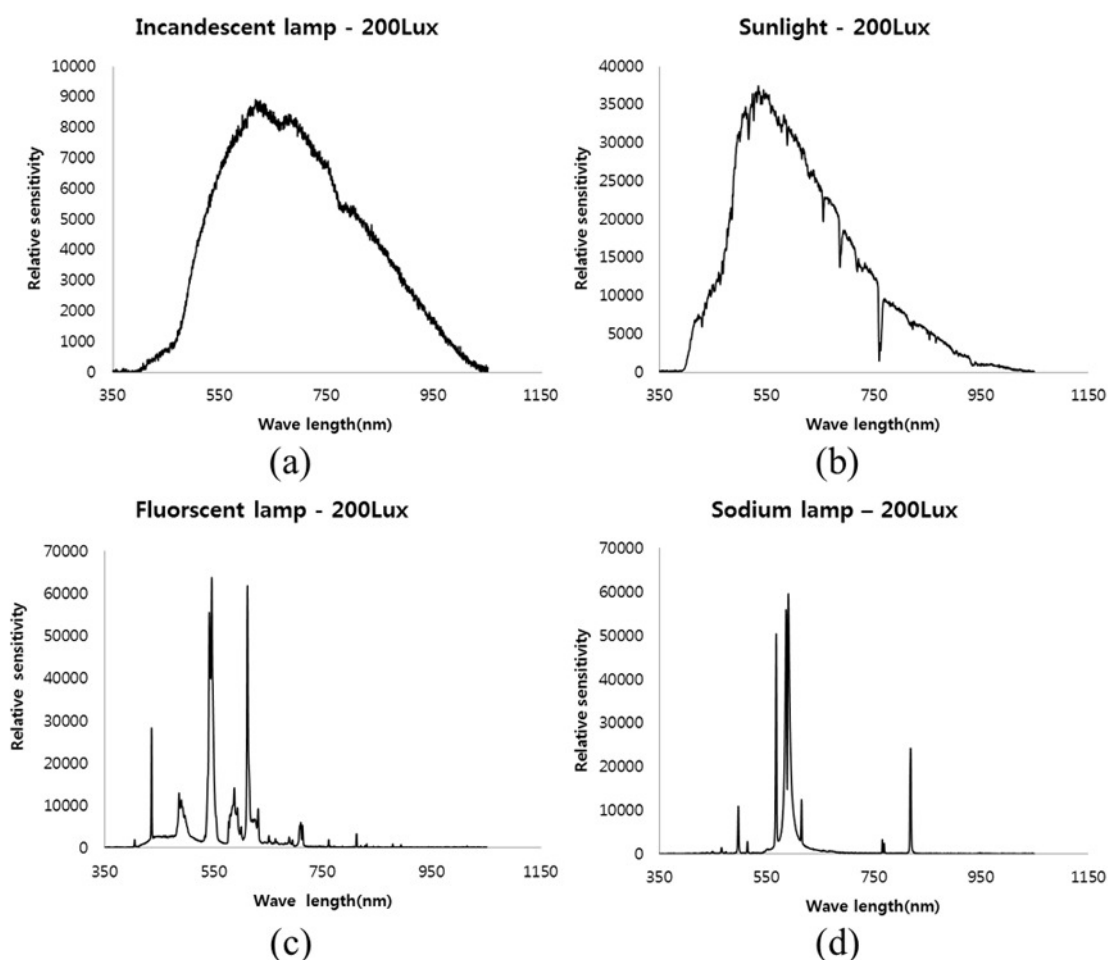 Incandescent lamp - 200Lux
10000
9000
8000
7000
6000
5000
4000
3000
2000
1000
0
Relative sensitivity
350 550 750 950 1150
Wave length(nm)
(a)
Sunlight - 200Lux
40000
35000
30000
25000
20000
15000
10000
5000
0
Relative sensitivity
350 550 750 950 1150
Wave length(nm)
(b)
Fluorscent lamp - 200Lux
70000
60000
50000
40000
30000
20000
10000
0
Relative sensitivity
350 550 750 950 1150
Wave length(nm)
(c)
Sodium lamp – 200Lux
70000
60000
50000
40000
30000
20000
10000
0
Relative sensitivity
350 550 750 950 1150
Wave length(nm)
(d)